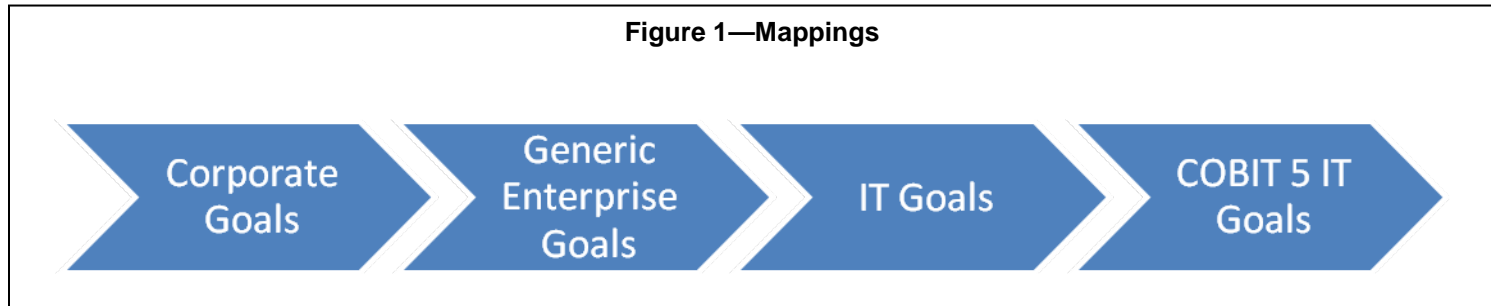 Figure 1—Mappings
Corporate
Goals
Generic
Enterprise
Goals
IT Goals
COBIT 5 IT
Goals